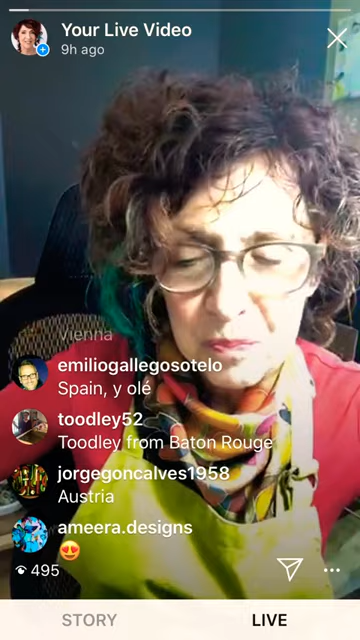 Your Live Video
9h ago
vienna
emiliogallegosotelo
Spain, y olé
toodley52
Toodley from Baton Rouge
jorgegoncalves1958
Austria
ameera.designs
😍
495
STORY
LIVE